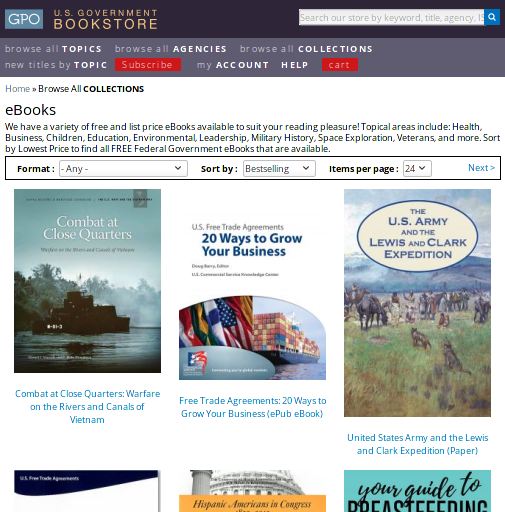 GPO U.S. GOVERNMENT
BOOKSTORE
Search our store by keyword, title, agency, IS
browse all TOPICS browse all AGENCIES browse all COLLECTIONS
new titles by TOPIC Subscribe my ACCOUNT HELP cart
Home » Browse All COLLECTIONS
eBooks
We have a variety of free and list price eBooks available to suit your reading pleasure! Topical areas include: Health,
Business, Children, Education, Environmental, Leadership, Military History, Space Exploration, Veterans, and more. Sort
by Lowest Price to find all FREE Federal Government eBooks that are available.
Format : - Any - Sort by : Bestselling Items per page : 24 Next >
Combat at
Close Quarters
Warfare on the Rivers and Canals of Vietnam
Combat at Close Quarters: Warfare
on the Rivers and Canals of
Vietnam
U.S. Free Trade Agreements
20 Ways to Grow
Your Business
Doug Barry, Editor
U.S. Commercial Service Knowledge Center
Connecting you to global markets.
Free Trade Agreements: 20 Ways to
Grow Your Business (ePub eBook)
THE
U.S. ARMY
AND THE
LEWIS AND CLARK
EXPEDITION
United States Army and the Lewis
and Clark Expedition (Paper)
U.S. Free Trade Agreements
Hispanic Americans in Congress
your guide to
BREASTFEEDING